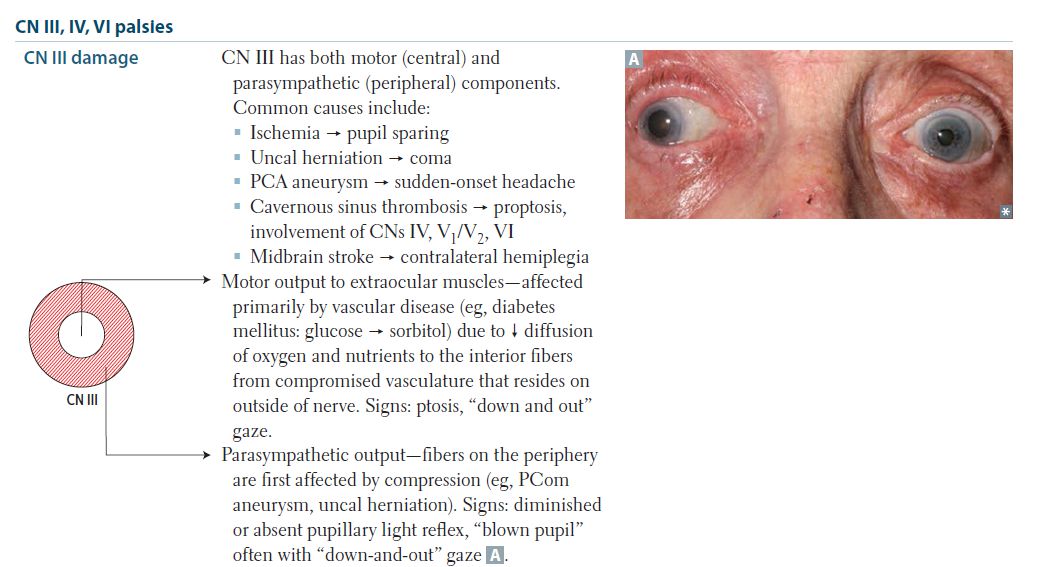 CN III, IV, VI palsies
CN III damage
CN III has both motor (central) and
parasympathetic (peripheral) components.
Common causes include:
▪ Ischemia → pupil sparing
▪ Uncal herniation → coma
▪ PCA aneurysm → sudden-onset headache
▪ Cavernous sinus thrombosis → proptosis,
involvement of CNs IV, V₁/V₂, VI
▪ Midbrain stroke → contralateral hemiplegia
Motor output to extraocular muscles—affected
primarily by vascular disease (eg, diabetes
mellitus: glucose → sorbitol) due to ↓ diffusion
of oxygen and nutrients to the interior fibers
from compromised vasculature that resides on
outside of nerve. Signs: ptosis, “down and out”
gaze.
Parasympathetic output—fibers on the periphery
are first affected by compression (eg, PCom
aneurysm, uncal herniation). Signs: diminished
or absent pupillary light reflex, “blown pupil”
often with “down-and-out” gaze A.
CN III
A
*